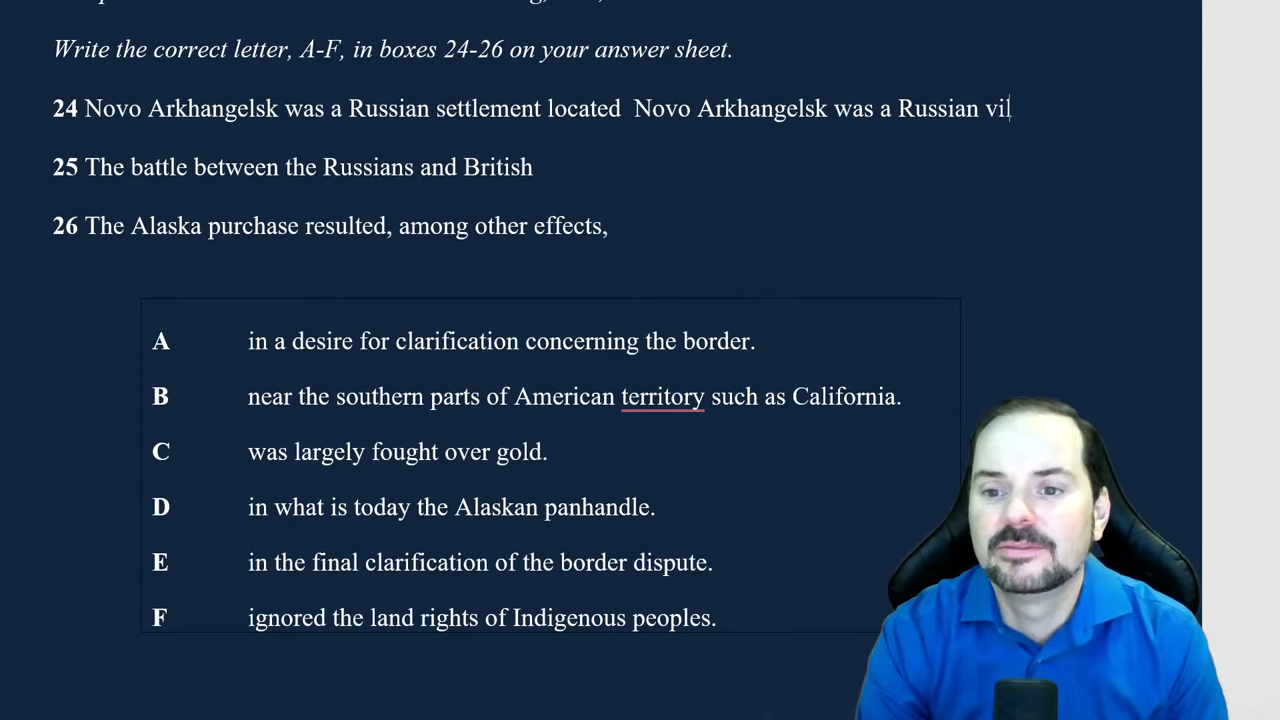 Write the correct letter, A-F, in boxes 24-26 on your answer sheet.
24 Novo Arkhangelsk was a Russian settlement located  Novo Arkhangelsk was a Russian vil
25 The battle between the Russians and British
26 The Alaska purchase resulted, among other effects,
A in a desire for clarification concerning the border.
B near the southern parts of American territory such as California.
C was largely fought over gold.
D in what is today the Alaskan panhandle.
E in the final clarification of the border dispute.
F ignored the land rights of Indigenous peoples.